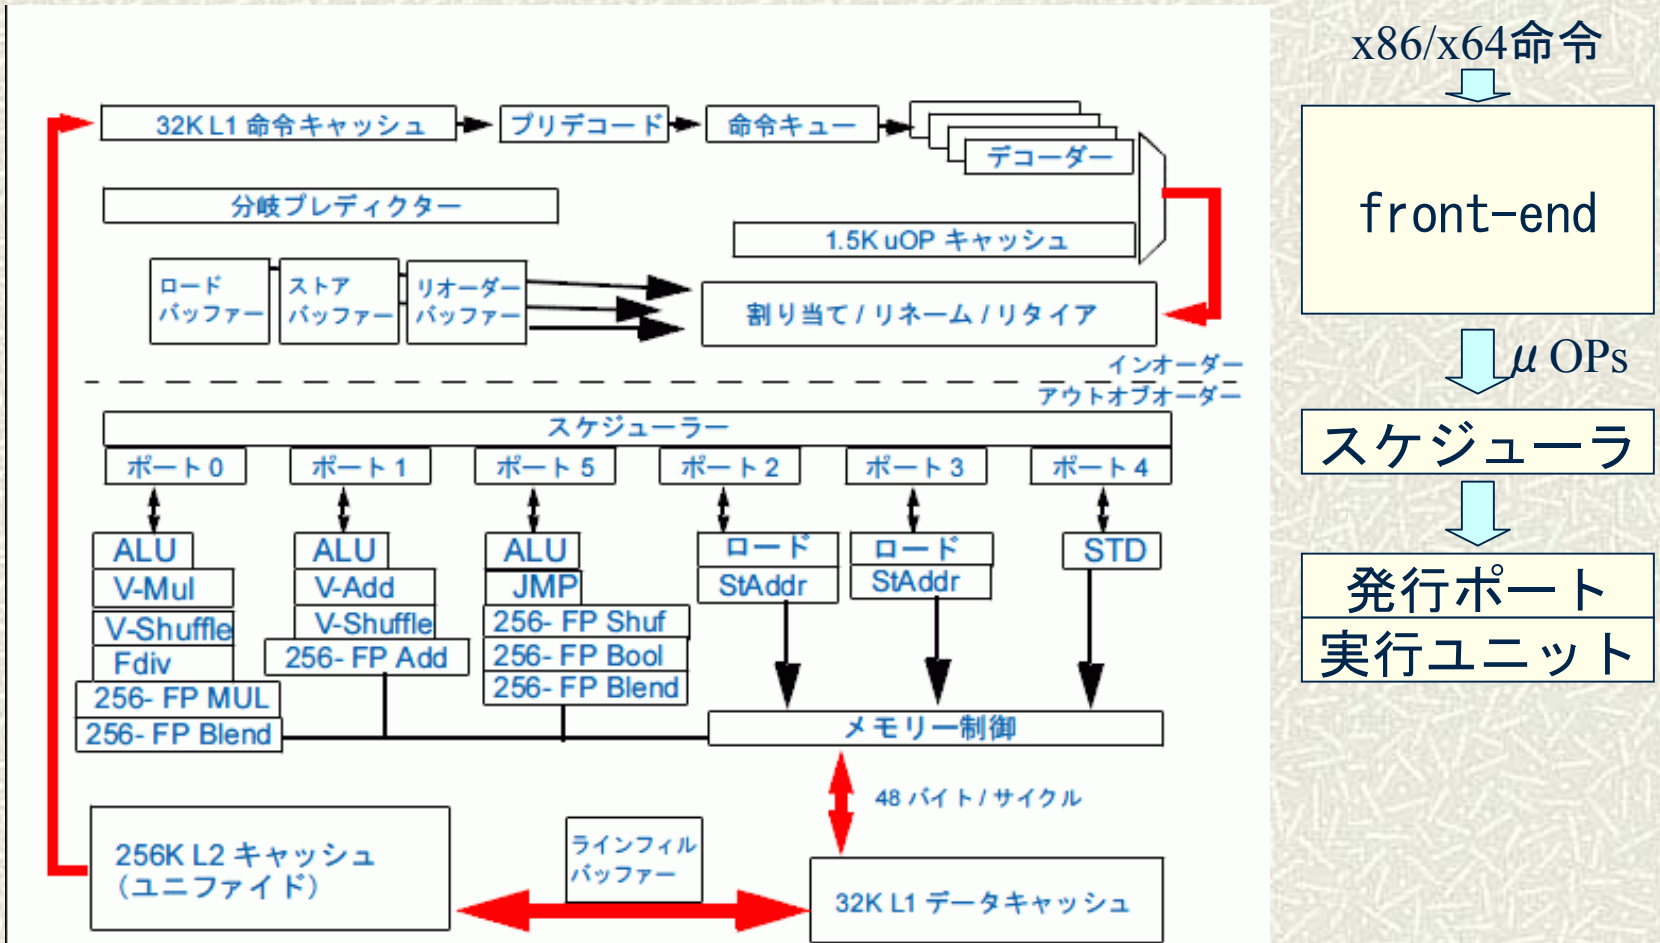 32K L1 命令キャッシュ
プリデコード
命令キュー
デコーダー
分岐プレディクター
1.5K uOP キャッシュ
ロード
バッファー
ストア
バッファー
リオーダー
バッファー
割り当て / リネーム / リタイア
インオーダー
アウトオブオーダー
スケジューラー
ポート 0
ポート 1
ポート 5
ポート 2
ポート 3
ポート 4
ALU
V-Mul
V-Shuffle
Fdiv
256- FP MUL
256- FP Blend
ALU
V-Add
V-Shuffle
256- FP Add
ALU
JMP
256- FP Shuf
256- FP Bool
256- FP Blend
ロード
StAddr
ロード
StAddr
STD
メモリー制御
48 バイト / サイクル
256K L2 キャッシュ
(ユニファイド)
ラインフィル
バッファー
32K L1 データキャッシュ
x86/x64命令
front-end
μ OPs
スケジューラ
発行ポート
実行ユニット